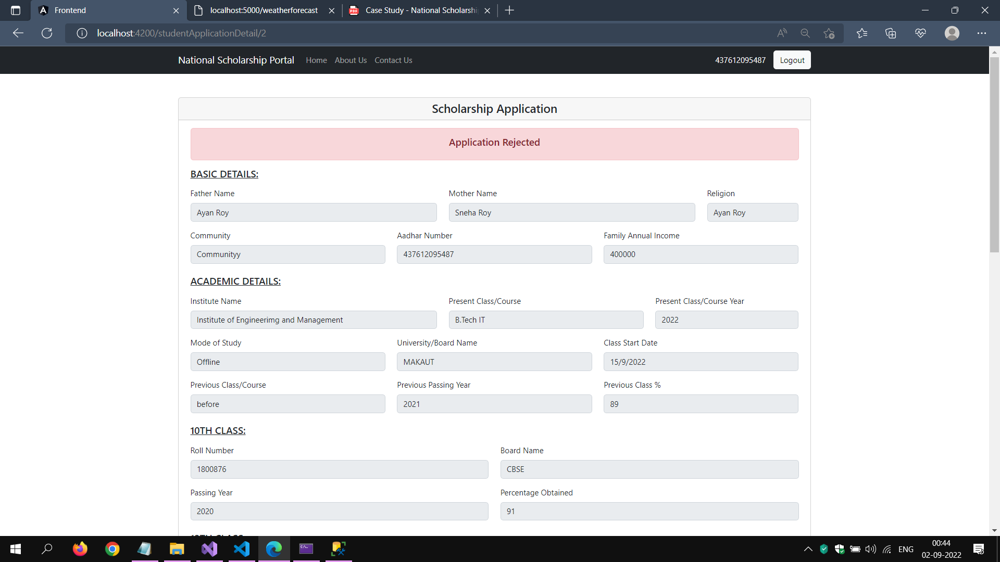 Frontend
localhost:5000/weatherforecast
Case Study - National Scholarshi
localhost:4200/studentApplicationDetail/2
National Scholarship Portal Home About Us Contact Us 437612095487 Logout
Scholarship Application
Application Rejected
BASIC DETAILS:
Father Name Mother Name Religion
Ayan Roy Sneha Roy Ayan Roy
Community Aadhar Number Family Annual Income
Communityy 437612095487 400000
ACADEMIC DETAILS:
Institute Name Present Class/Course Present Class/Course Year
Institute of Engineerimg and Management B.Tech IT 2022
Mode of Study University/Board Name Class Start Date
Offline MAKAUT 15/9/2022
Previous Class/Course Previous Passing Year Previous Class %
before 2021 89
10TH CLASS:
Roll Number Board Name
1800876 CBSE
Passing Year Percentage Obtained
2020 91
ENG
00:44
02-09-2022